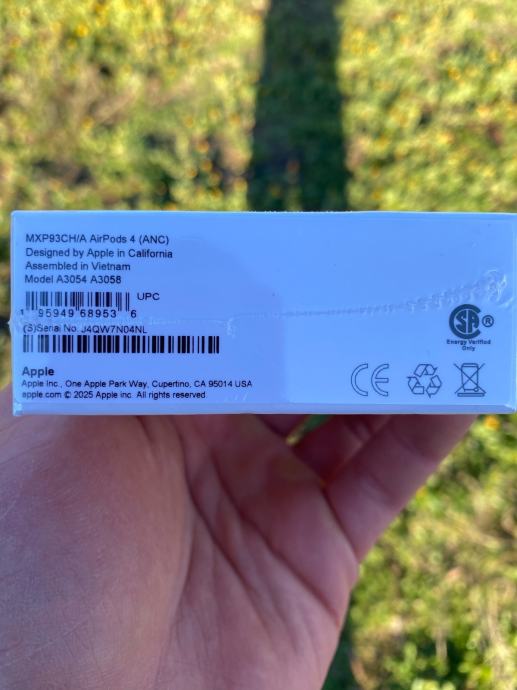 MXP93CH/A AirPods 4 (ANC)
Designed by Apple in California
Assembled in Vietnam
Model A3054 A3058
UPC
1 95949 68953 6
(S)Serial No. J4QW7N04NL
Apple
Apple Inc., One Apple Park Way, Cupertino, CA 95014 USA
apple.com © 2025 Apple inc. All rights reserved.
SA ®
Energy Verified
Only
CE